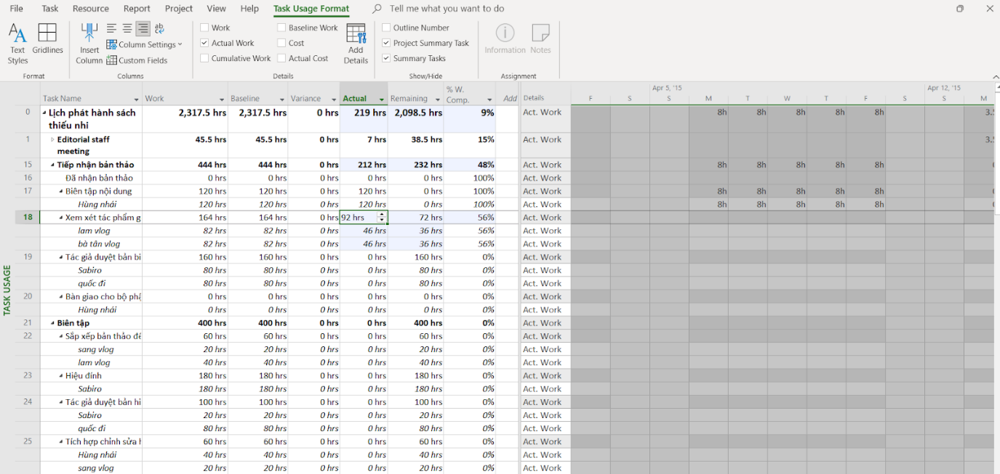 File Task Resource Report Project View Help Task Usage Format Tell me what you want to do
Work Baseline Work Outline Number
Actual Work Cost Project Summary Task
Cumulative Work Actual Cost Summary Tasks
Text Styles Gridlines Insert Column Column Settings Custom Fields Add Details Information Notes
Format Columns Details Show/Hide Assignment
Apr 5, '15 Apr 12, '15
Task Name Work Baseline Variance Actual Remaining % W. Comp. Add Details F S S M T W T F S S M
0 Lịch phát hành sách thiếu nhi 2,317.5 hrs 2,317.5 hrs 0 hrs 219 hrs 2,098.5 hrs 9% Act. Work 8h 8h 8h 8h 8h 3.
1 Editorial staff meeting 45.5 hrs 45.5 hrs 0 hrs 7 hrs 38.5 hrs 15% Act. Work 3.
15 Tiếp nhận bản thảo 444 hrs 444 hrs 0 hrs 212 hrs 232 hrs 48% Act. Work 8h 8h 8h 8h 8h
16 Đã nhận bản thảo 0 hrs 0 hrs 0 hrs 0 hrs 0 hrs 100% Act. Work
17 Biên tập nội dung 120 hrs 120 hrs 0 hrs 120 hrs 0 hrs 100% Act. Work 8h 8h 8h 8h 8h
Hùng nhái 120 hrs 120 hrs 0 hrs 120 hrs 0 hrs 100% Act. Work 8h 8h 8h 8h 8h
18 Xem xét tác phẩm g 164 hrs 164 hrs 0 hrs 92 hrs 72 hrs 56% Act. Work
lam vlog 82 hrs 82 hrs 0 hrs 46 hrs 36 hrs 56% Act. Work
bà tân vlog 82 hrs 82 hrs 0 hrs 46 hrs 36 hrs 56% Act. Work
19 Tác giả duyệt bản bi 160 hrs 160 hrs 0 hrs 0 hrs 160 hrs 0% Act. Work
Sabiro 80 hrs 80 hrs 0 hrs 0 hrs 80 hrs 0% Act. Work
quốc đi 80 hrs 80 hrs 0 hrs 0 hrs 80 hrs 0% Act. Work
20 Bàn giao cho bộ phậ 0 hrs 0 hrs 0 hrs 0 hrs 0 hrs 0% Act. Work
Hùng nhái 0 hrs 0 hrs 0 hrs 0 hrs 0 hrs 0% Act. Work
21 Biên tập 400 hrs 400 hrs 0 hrs 0 hrs 400 hrs 0% Act. Work
22 Sắp xếp bản thảo để 60 hrs 60 hrs 0 hrs 0 hrs 60 hrs 0% Act. Work
sang vlog 20 hrs 20 hrs 0 hrs 0 hrs 20 hrs 0% Act. Work
lam vlog 40 hrs 40 hrs 0 hrs 0 hrs 40 hrs 0% Act. Work
23 Hiệu đính 180 hrs 180 hrs 0 hrs 0 hrs 180 hrs 0% Act. Work
Sabiro 180 hrs 180 hrs 0 hrs 0 hrs 180 hrs 0% Act. Work
24 Tác giả duyệt bản hi 100 hrs 100 hrs 0 hrs 0 hrs 100 hrs 0% Act. Work
Sabiro 20 hrs 20 hrs 0 hrs 0 hrs 20 hrs 0% Act. Work
quốc đi 80 hrs 80 hrs 0 hrs 0 hrs 80 hrs 0% Act. Work
25 Tích hợp chỉnh sửa 60 hrs 60 hrs 0 hrs 0 hrs 60 hrs 0% Act. Work
Hùng nhái 40 hrs 40 hrs 0 hrs 0 hrs 40 hrs 0% Act. Work
sang vlog 20 hrs 20 hrs 0 hrs 0 hrs 20 hrs 0% Act. Work
TASK USAGE